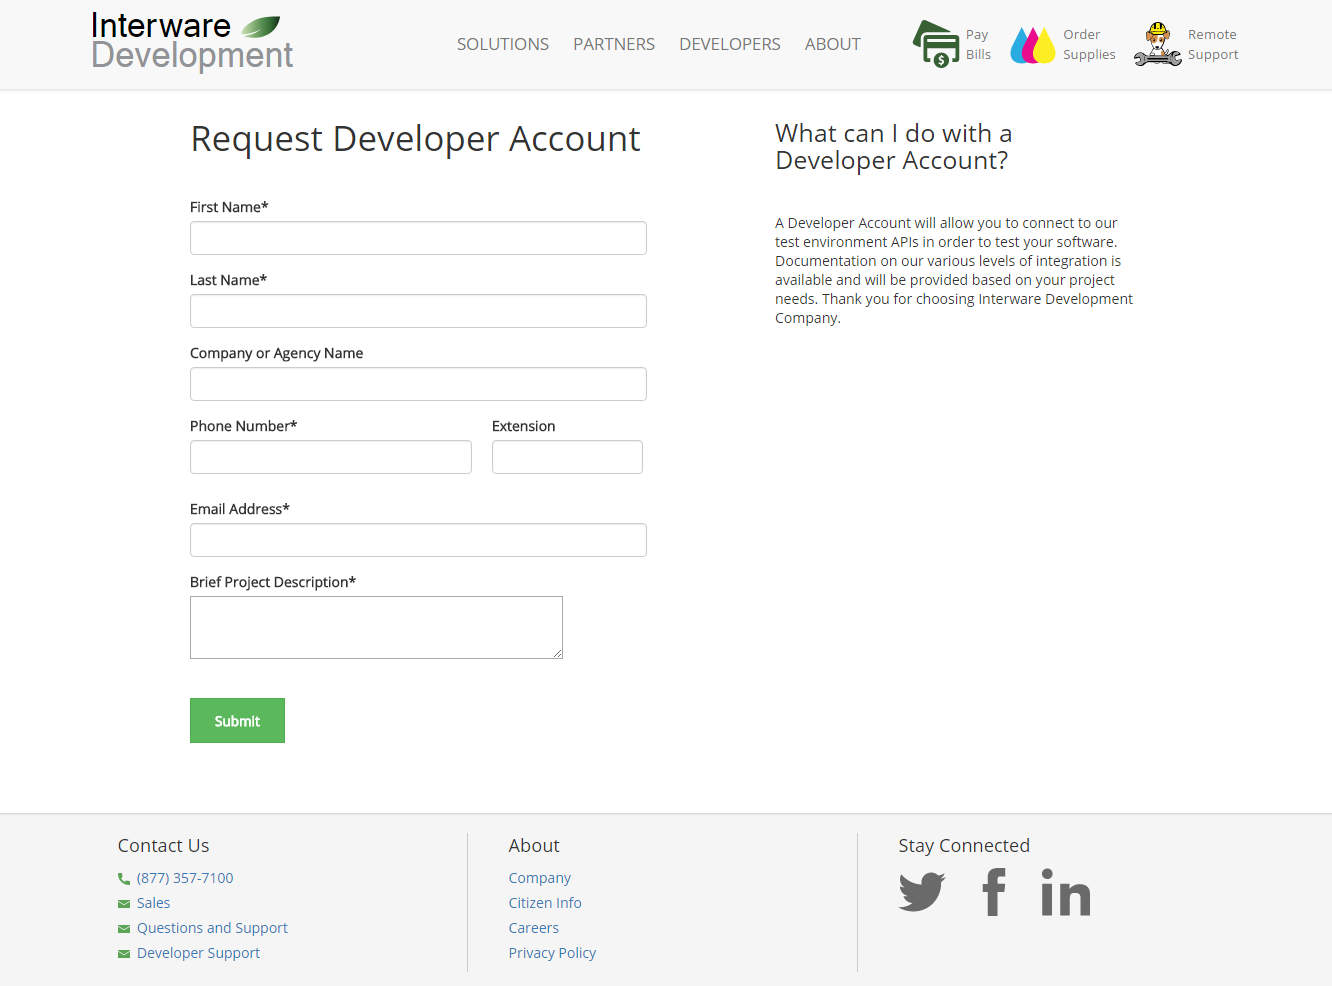 Interware
Development
SOLUTIONS
PARTNERS
DEVELOPERS
ABOUT
Pay
Bills
Order
Supplies
Remote
Support
Request Developer Account
First Name*
Last Name*
Company or Agency Name
Phone Number*
Extension
Email Address*
Brief Project Description*
Submit
What can I do with a
Developer Account?
A Developer Account will allow you to connect to our
test environment APIs in order to test your software.
Documentation on our various levels of integration is
available and will be provided based on your project
needs. Thank you for choosing Interware Development
Company.
Contact Us
(877) 357-7100
Sales
Questions and Support
Developer Support
About
Company
Citizen Info
Careers
Privacy Policy
Stay Connected